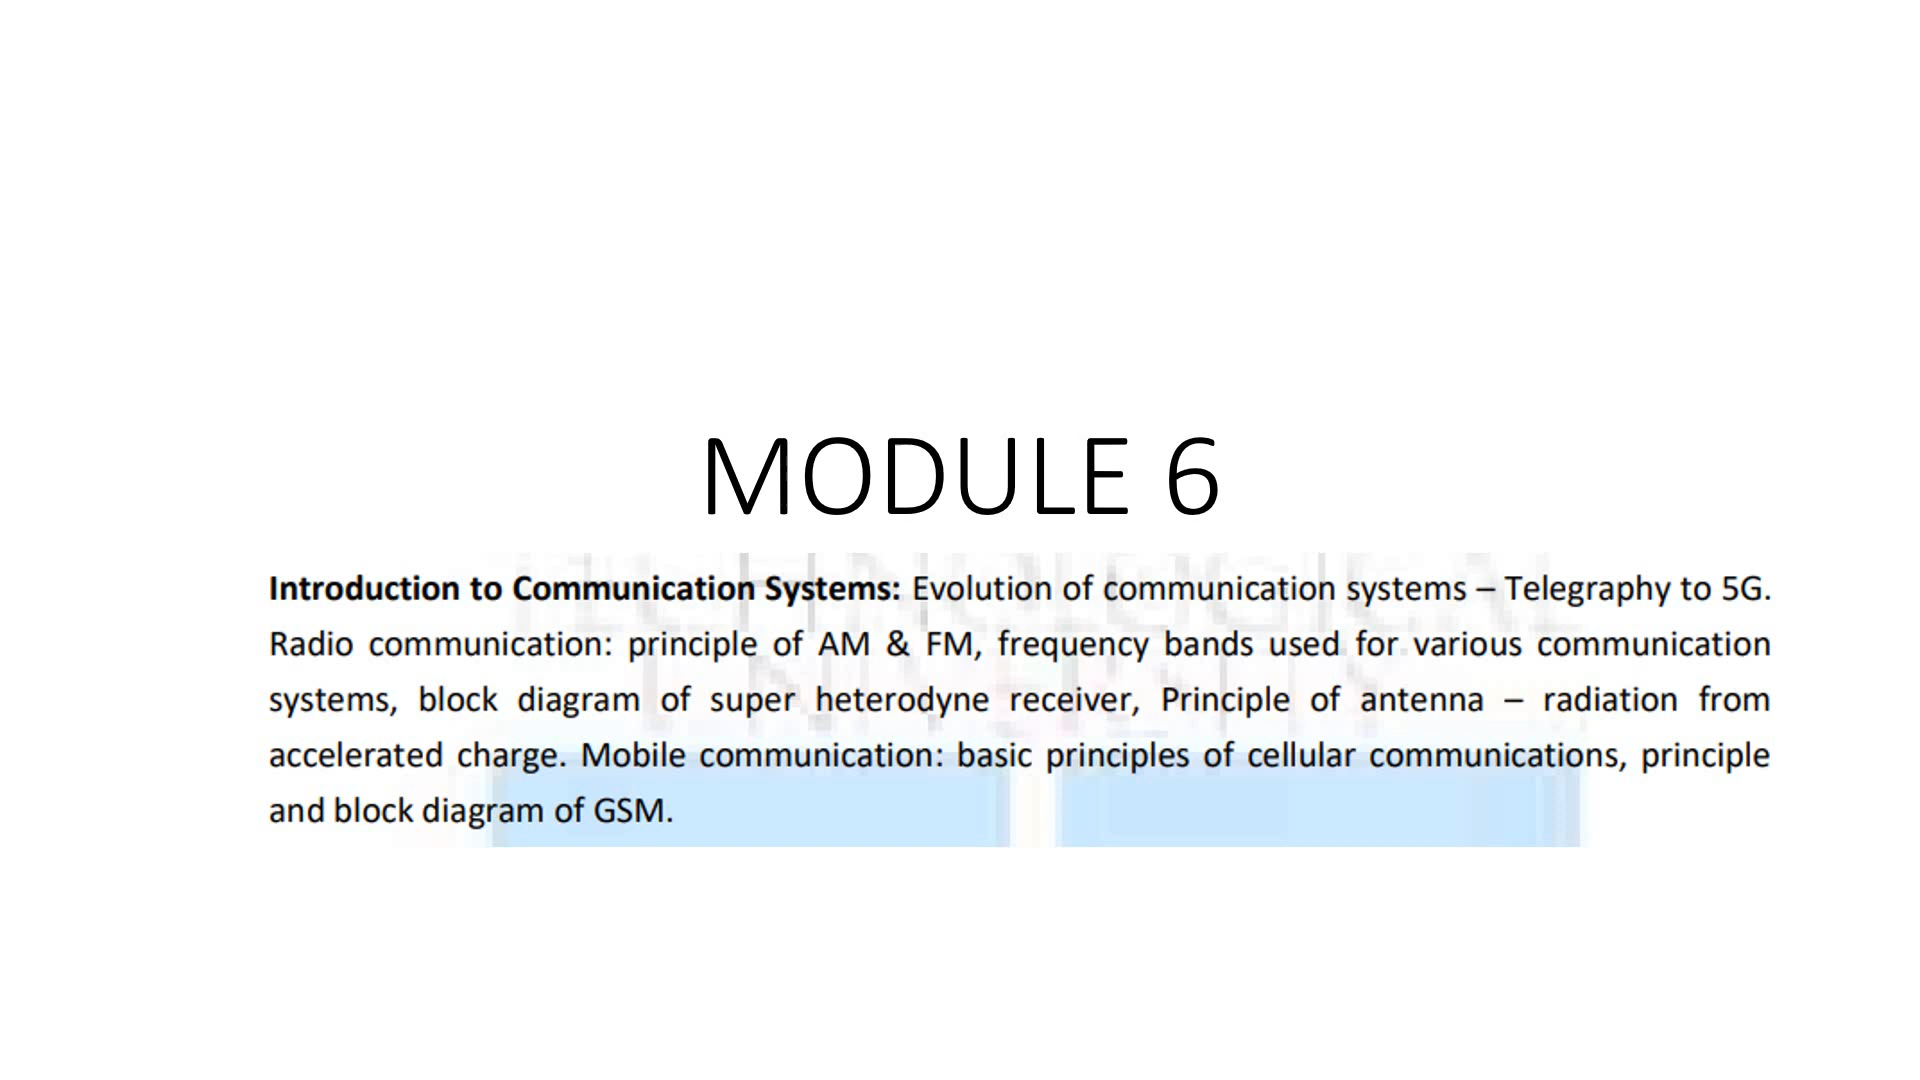 MODULE 6
Introduction to Communication Systems: Evolution of communication systems – Telegraphy to 5G.
Radio communication: principle of AM & FM, frequency bands used for various communication
systems, block diagram of super heterodyne receiver, Principle of antenna – radiation from
accelerated charge. Mobile communication: basic principles of cellular communications, principle
and block diagram of GSM.